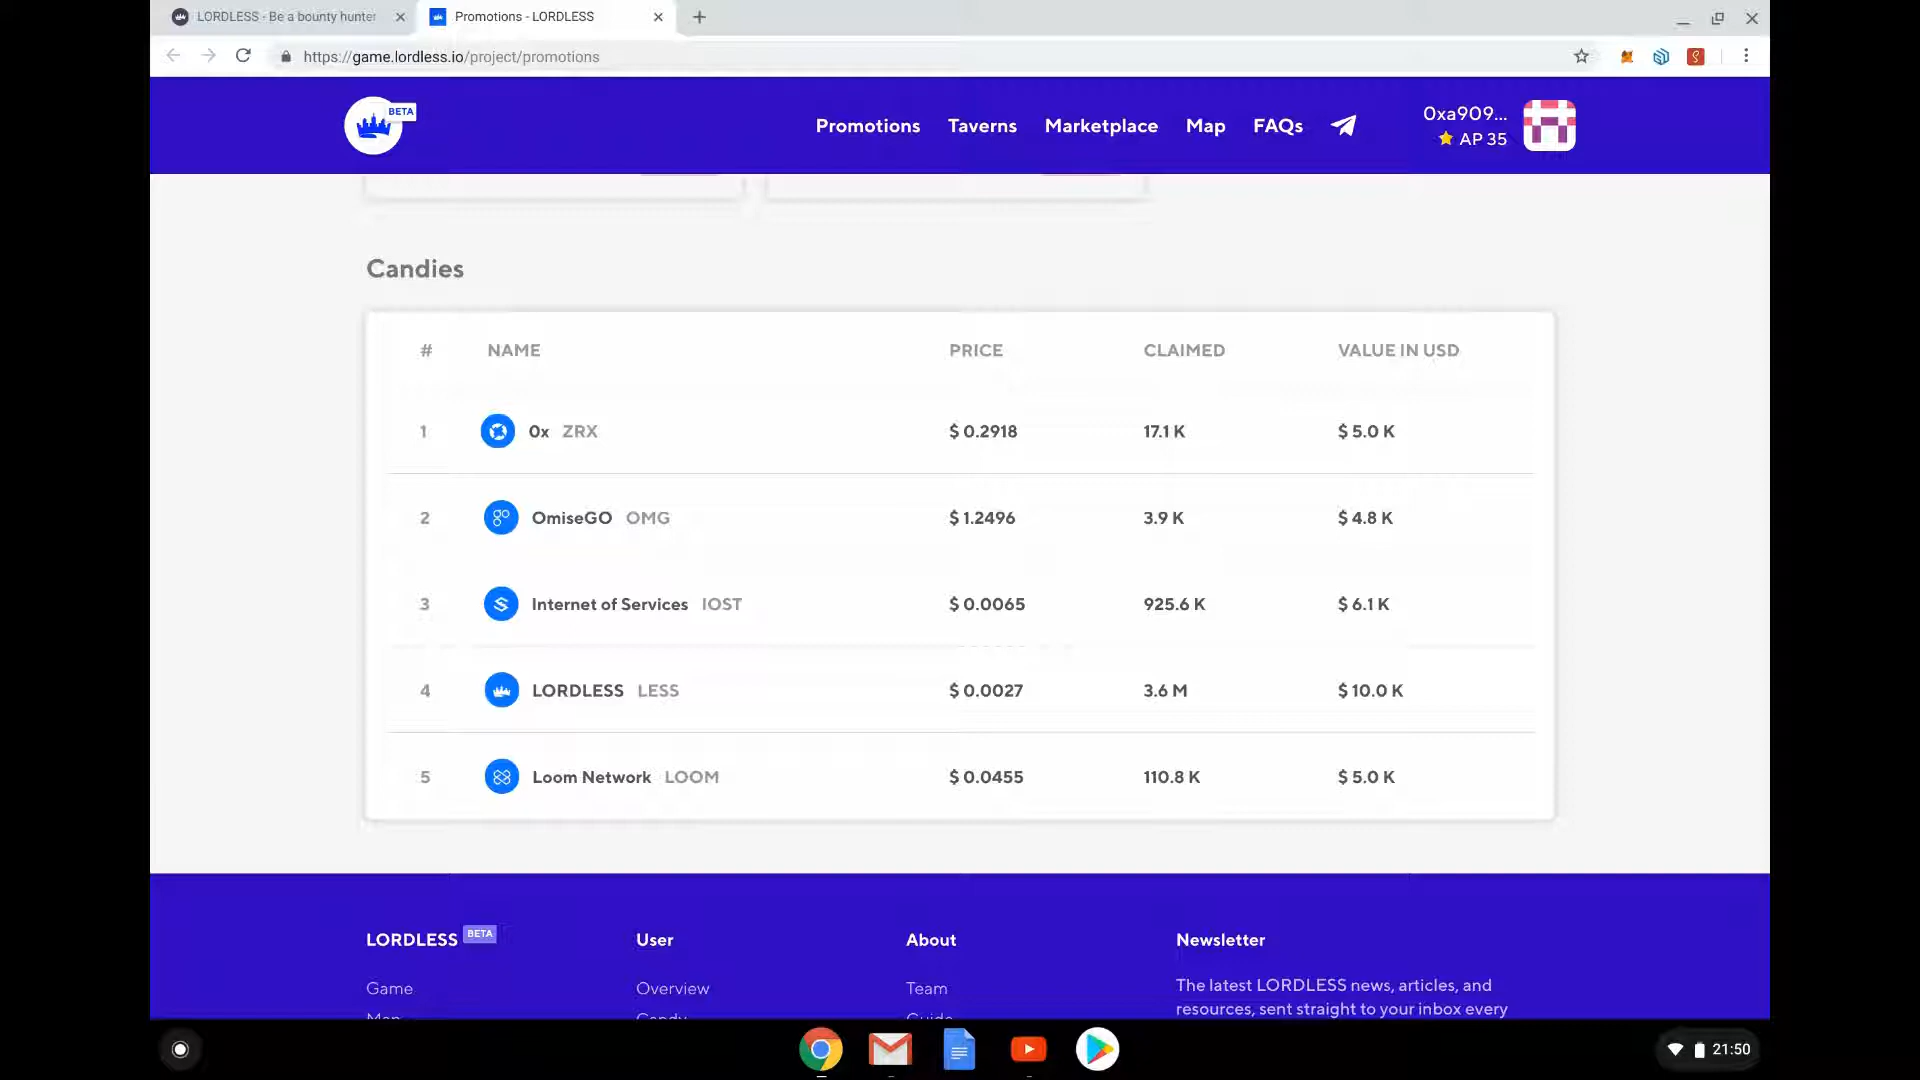 LORDLESS - Be a bounty hunter
Promotions - LORDLESS
https://game.lordless.io/project/promotions
BETA
Promotions Taverns Marketplace Map FAQs
0xa909...
AP 35
Candies
# NAME PRICE CLAIMED VALUE IN USD
1 0x ZRX $ 0.2918 17.1 K $ 5.0 K
2 OmiseGO OMG $ 1.2496 3.9 K $ 4.8 K
3 Internet of Services IOST $ 0.0065 925.6 K $ 6.1 K
4 LORDLESS LESS $ 0.0027 3.6 M $ 10.0 K
5 Loom Network LOOM $ 0.0455 110.8 K $ 5.0 K
LORDLESS BETA User About Newsletter
Game Overview Team
The latest LORDLESS news, articles, and
resources, sent straight to your inbox every
Map Candy Guide
21:50